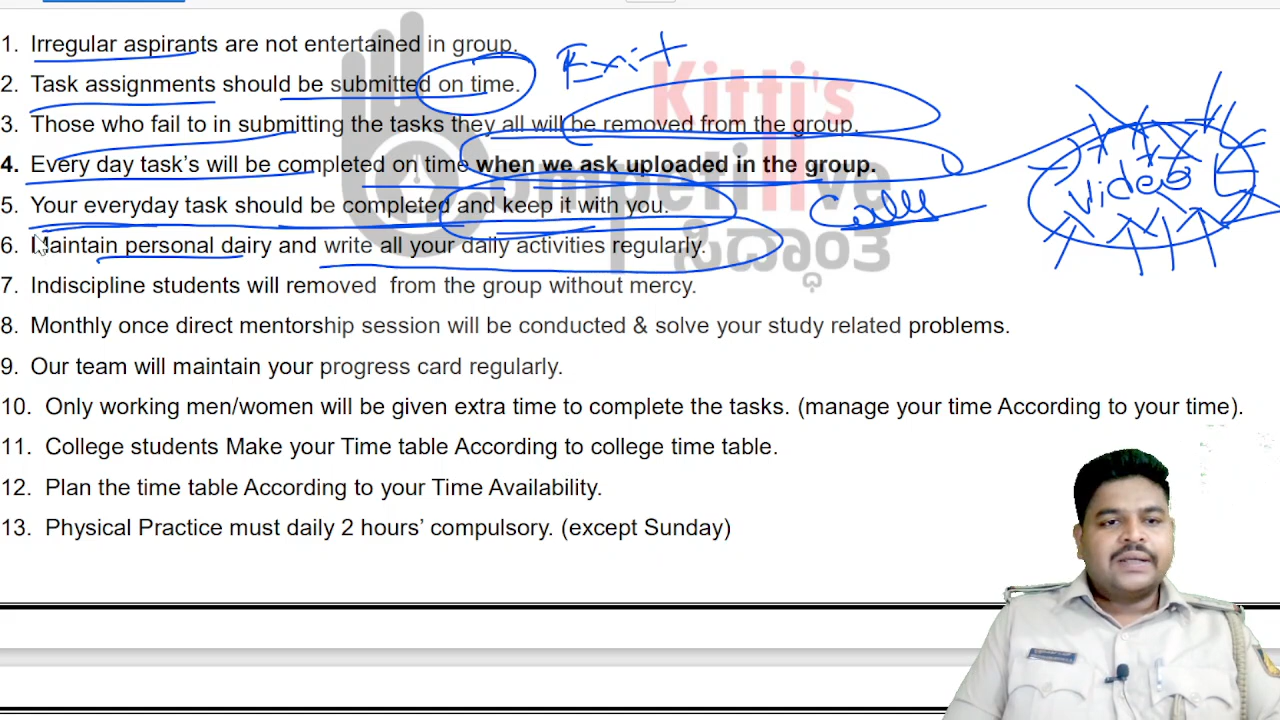 1. Irregular aspirants are not entertained in group.
Exit
2. Task assignments should be submitted on time.
Kitti's
3. Those who fail to in submitting the tasks they all will be removed from the group.
4. Every day task's will be completed on time when we ask uploaded in the group.
Video
5. Your everyday task should be completed and keep it with you.
6. Maintain personal dairy and write all your daily activities regularly.
7. Indiscipline students will removed from the group without mercy.
8. Monthly once direct mentorship session will be conducted & solve your study related problems.
9. Our team will maintain your progress card regularly.
10. Only working men/women will be given extra time to complete the tasks. (manage your time According to your time).
11. College students Make your Time table According to college time table.
12. Plan the time table According to your Time Availability.
13. Physical Practice must daily 2 hours' compulsory. (except Sunday)